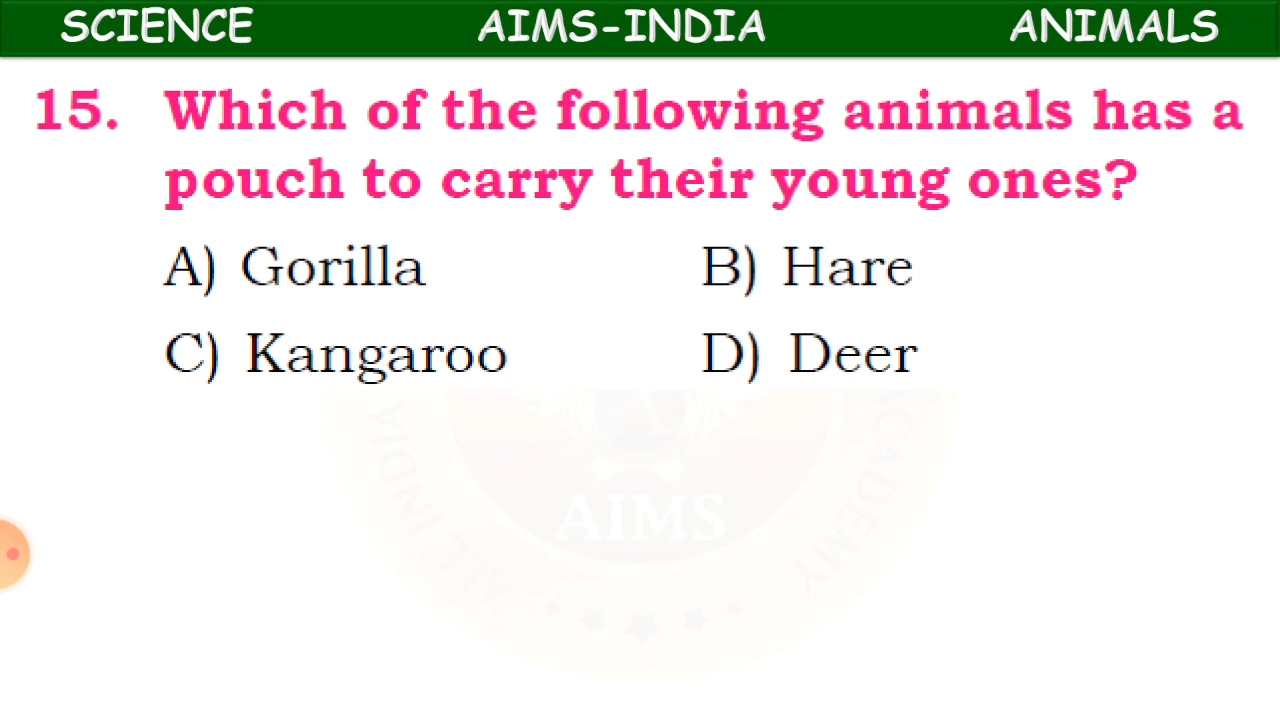 SCIENCE AIMS-INDIA ANIMALS
15. Which of the following animals has a
pouch to carry their young ones?
A) Gorilla B) Hare
C) Kangaroo D) Deer
AIMS